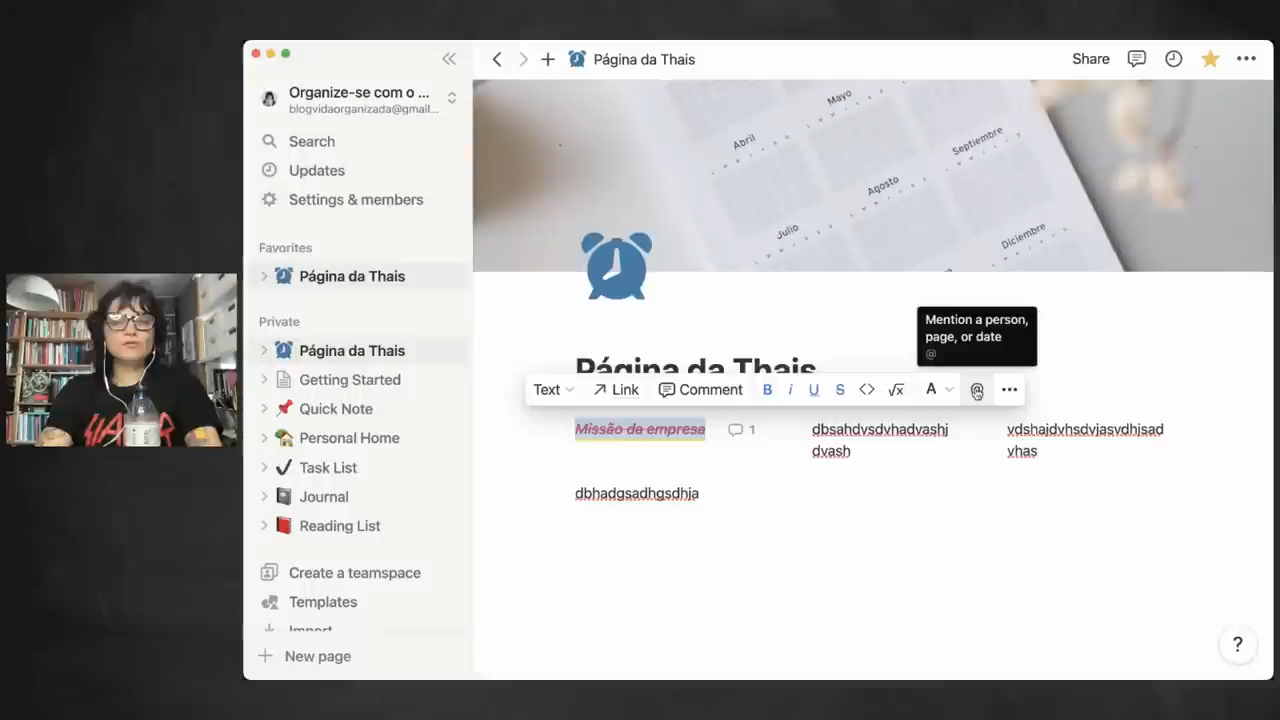 Página da Thais
Share
Organize-se com o ...
blogvidaorganizada@gmail...
Search
Updates
Settings & members
Favorites
Página da Thais
Private
Página da Thais
Getting Started
Quick Note
Personal Home
Task List
Journal
Reading List
Create a teamspace
Templates
Import
New page
Mayo
Abril
Septiembre
Agosto
Julio
Diciembre
Mention a person,
page, or date
@
Página da Thais
Text Link Comment B i U S <> √x A @ •••
Missão da empresa 1
dbsahdvsdvhadvashj
dvash
vdshajdvhsdvjasvdhjsad
vhas
dbhadgsadhgsdhja
?